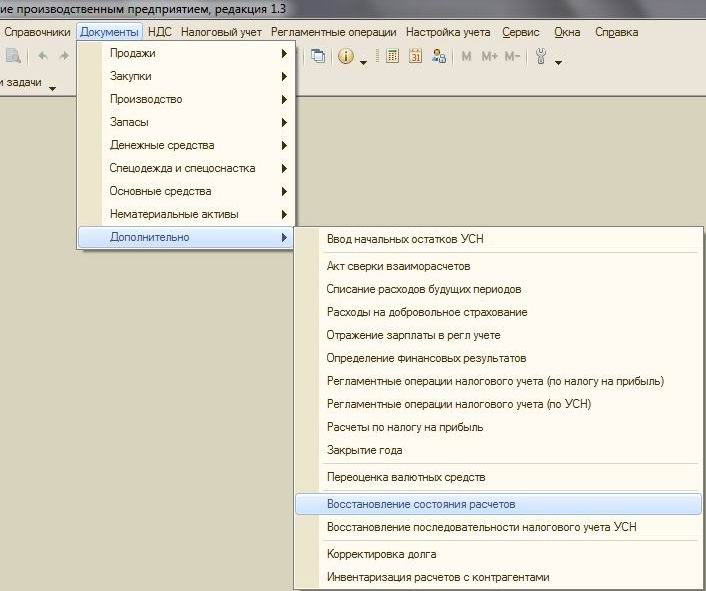 ие производственным предприятием, редакция 1.3
Справочники Документы НДС Налоговый учет Регламентные операции Настройка учета Сервис Окна Справка
31 M M+ M-
и задачи
Продажи
Закупки
Производство
Запасы
Денежные средства
Спецодежда и спецоснастка
Основные средства
Нематериальные активы
Дополнительно
Ввод начальных остатков УСН
Акт сверки взаиморасчетов
Списание расходов будущих периодов
Расходы на добровольное страхование
Отражение зарплаты в регл учете
Определение финансовых результатов
Регламентные операции налогового учета (по налогу на прибыль)
Регламентные операции налогового учета (по УСН)
Расчеты по налогу на прибыль
Закрытие года
Переоценка валютных средств
Восстановление состояния расчетов
Восстановление последовательности налогового учета УСН
Корректировка долга
Инвентаризация расчетов с контрагентами